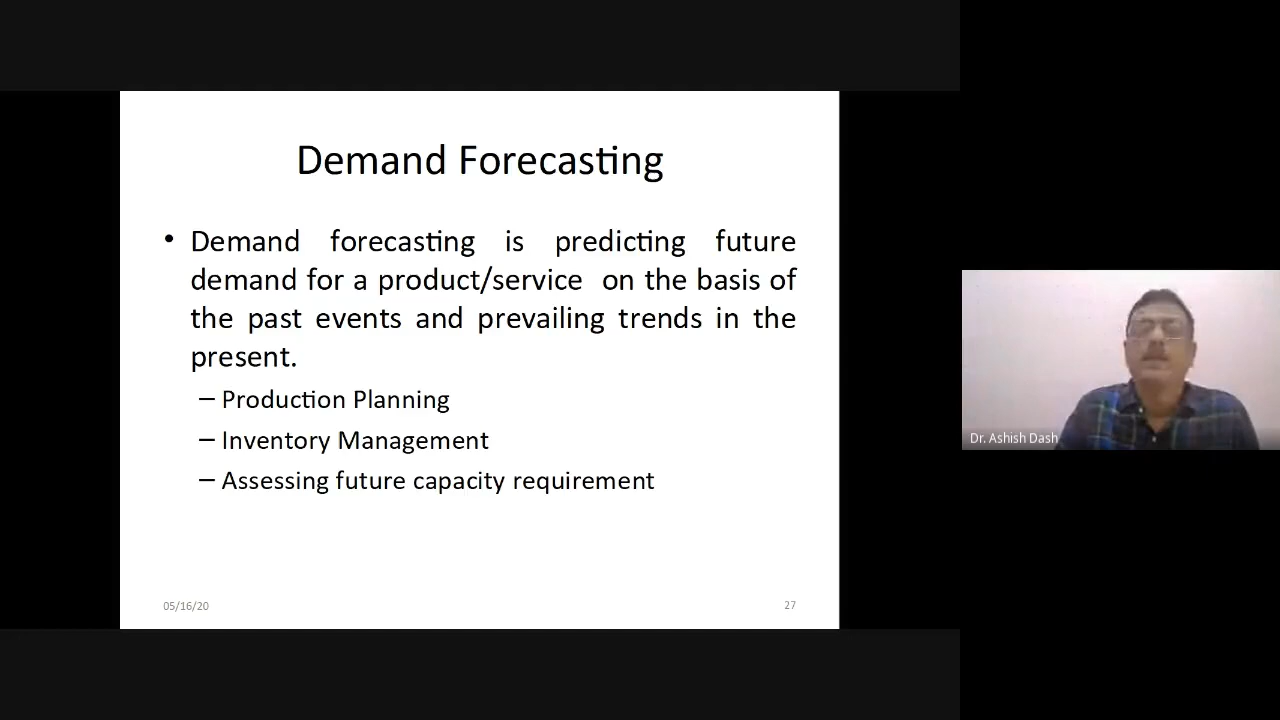 Demand Forecasting
• Demand forecasting is predicting future
demand for a product/service on the basis of
the past events and prevailing trends in the
present.
– Production Planning
– Inventory Management
– Assessing future capacity requirement
05/16/20
27
Dr. Ashish Dash